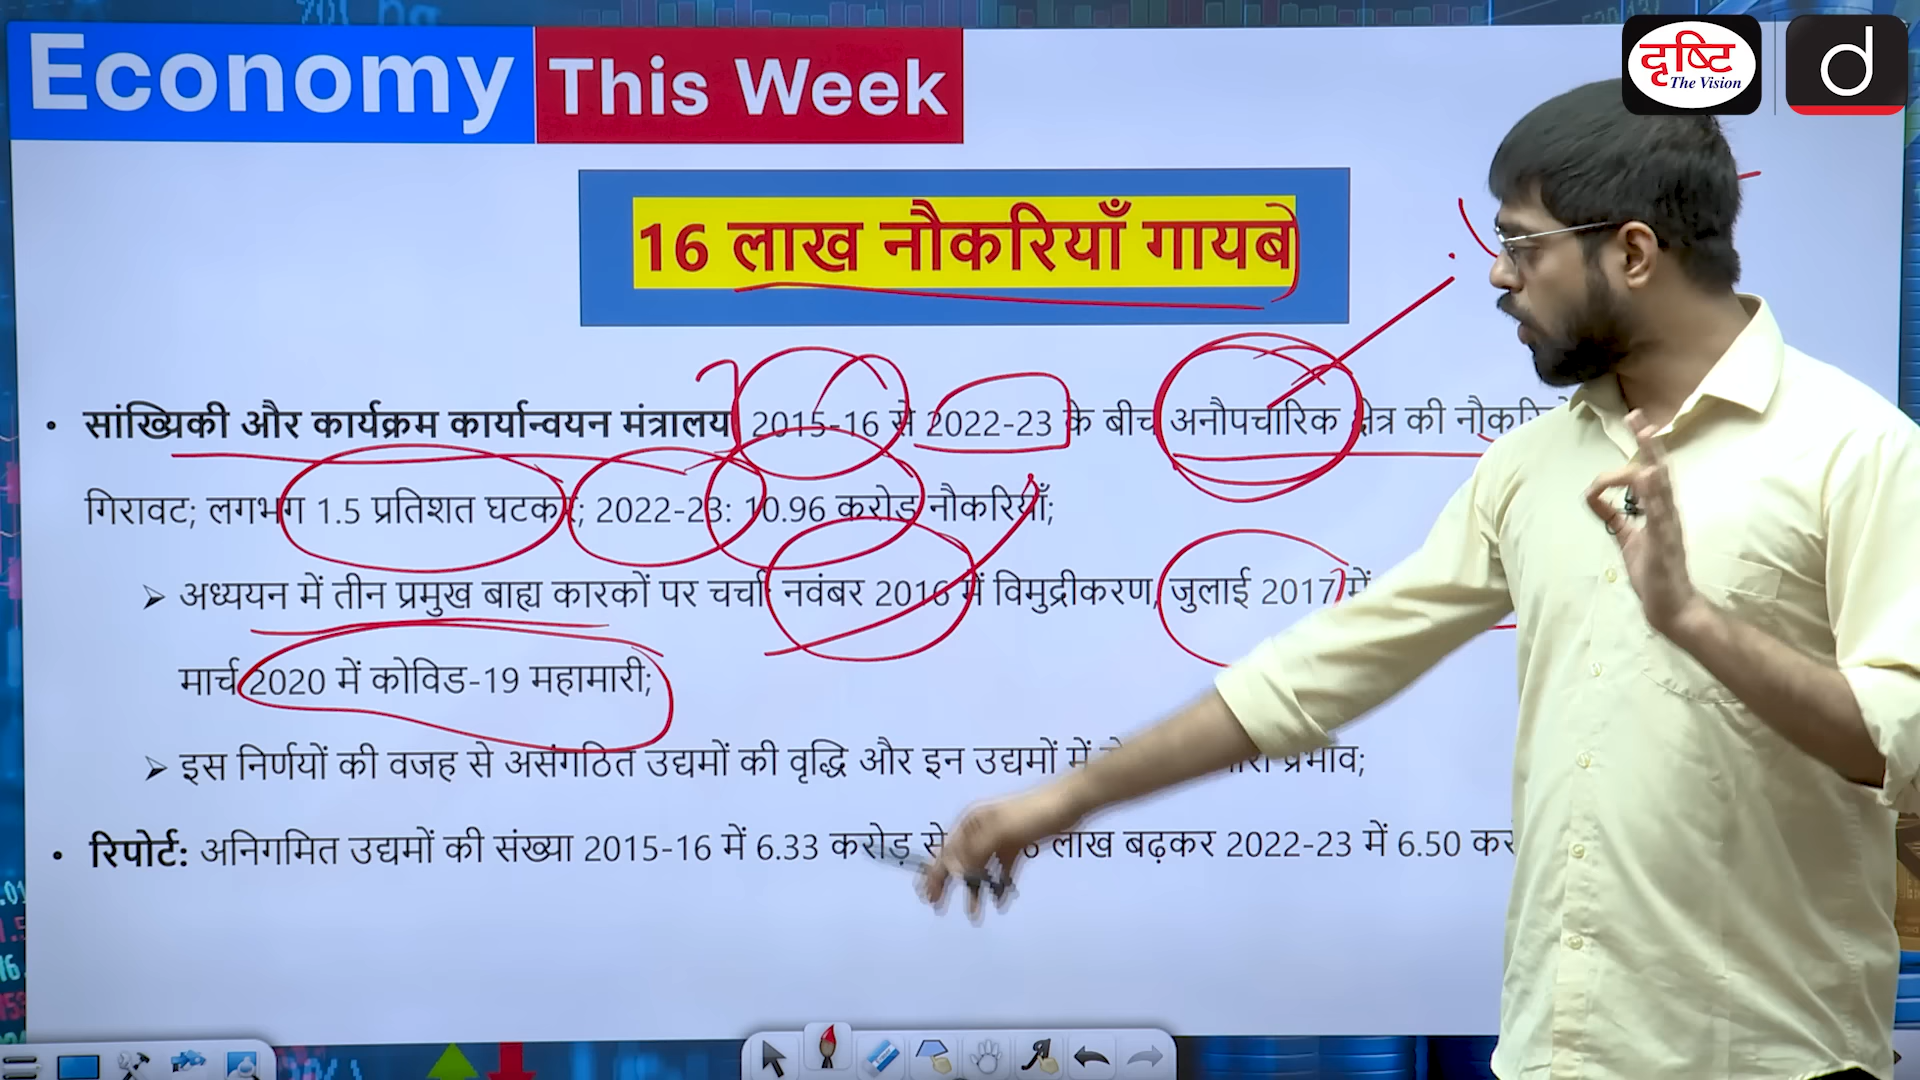 Economy This Week
दृष्टि
The Vision
d
16 लाख नौकरियाँ गायब
• सांख्यिकी और कार्यक्रम कार्यान्वयन मंत्रालय 2015-16 से 2022-23 के बीच अनौपचारिक क्षेत्र की
गिरावट; लगभग 1.5 प्रतिशत घटकर; 2022-23: 10.96 करोड़ नौकरियाँ;
➢ अध्ययन में तीन प्रमुख बाह्य कारकों पर चर्चा नवंबर 2016 में विमुद्रीकरण, जुलाई 2017 में
मार्च 2020 में कोविड-19 महामारी;
➢ इस निर्णयों की वजह से असंगठित उद्यमों की वृद्धि और इन उद्यमों में प्रभाव;
• रिपोर्ट: अनिगमित उद्यमों की संख्या 2015-16 में 6.33 करोड़ से लाख बढ़कर 2022-23 में 6.50